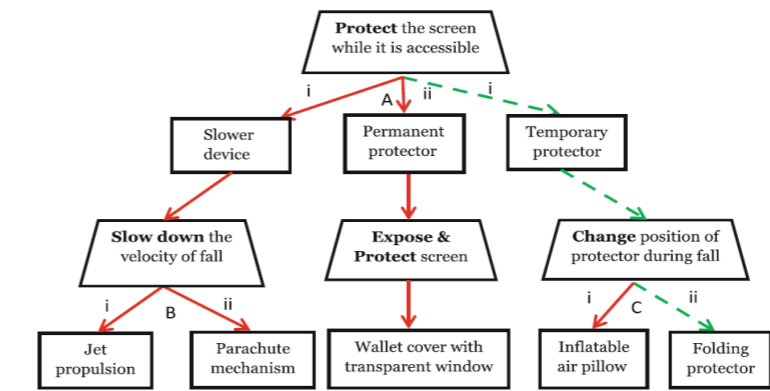 Protect the screen
while it is accessible
i
A
ii
i
Slower
device
Permanent
protector
Temporary
protector
Slow down the
velocity of fall
Expose &
Protect screen
Change position of
protector during fall
i
B
ii
i
C
ii
Jet
propulsion
Parachute
mechanism
Wallet cover with
transparent window
Inflatable
air pillow
Folding
protector